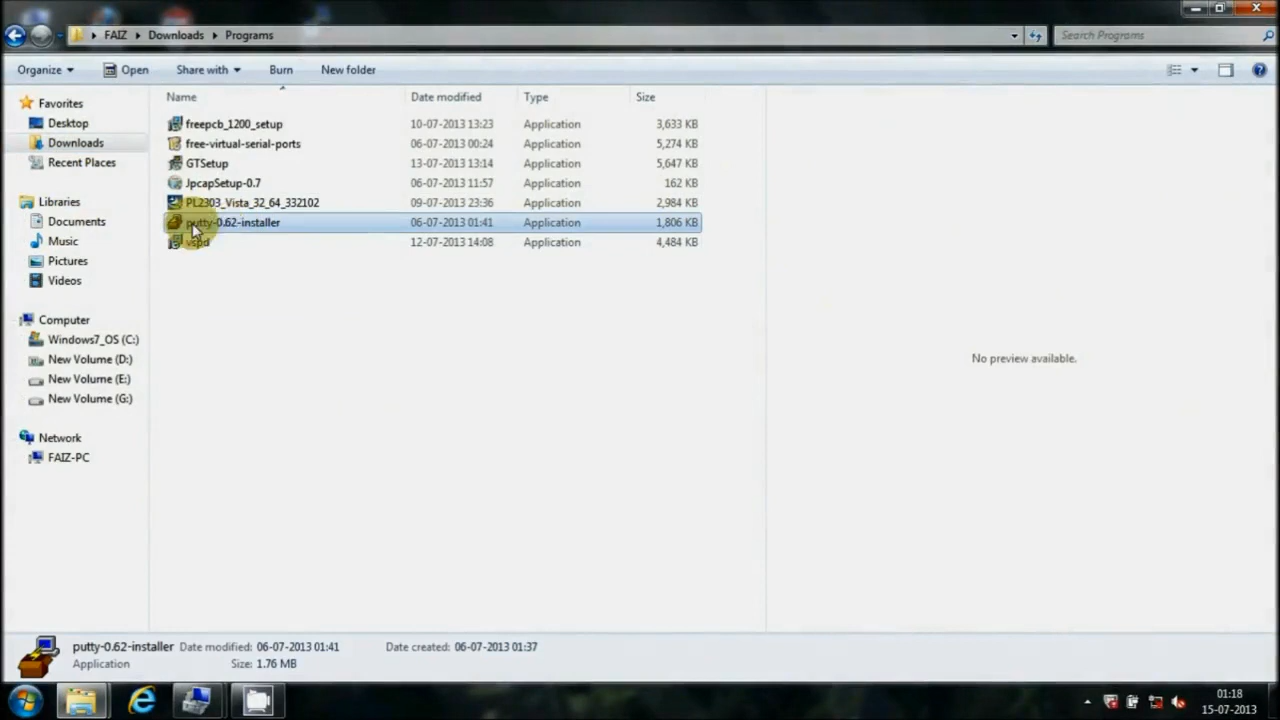 FAIZ Downloads Programs Search Programs
Organize Open Share with Burn New folder
Favorites
Desktop
Downloads
Recent Places
Libraries
Documents
Music
Pictures
Videos
Computer
Windows7_OS (C:)
New Volume (D:)
New Volume (E:)
New Volume (G:)
Network
FAIZ-PC
Name Date modified Type Size
freepcb_1200_setup 10-07-2013 13:23 Application 3,633 KB
free-virtual-serial-ports 06-07-2013 00:24 Application 5,274 KB
GTSetup 13-07-2013 13:14 Application 5,647 KB
JpcapSetup-0.7 06-07-2013 11:57 Application 162 KB
PL2303_Vista_32_64_332102 09-07-2013 23:36 Application 2,984 KB
putty-0.62-installer 06-07-2013 01:41 Application 1,806 KB
vspd 12-07-2013 14:08 Application 4,484 KB
No preview available.
putty-0.62-installer Date modified: 06-07-2013 01:41 Date created: 06-07-2013 01:37
Application Size: 1.76 MB
01:18
15-07-2013